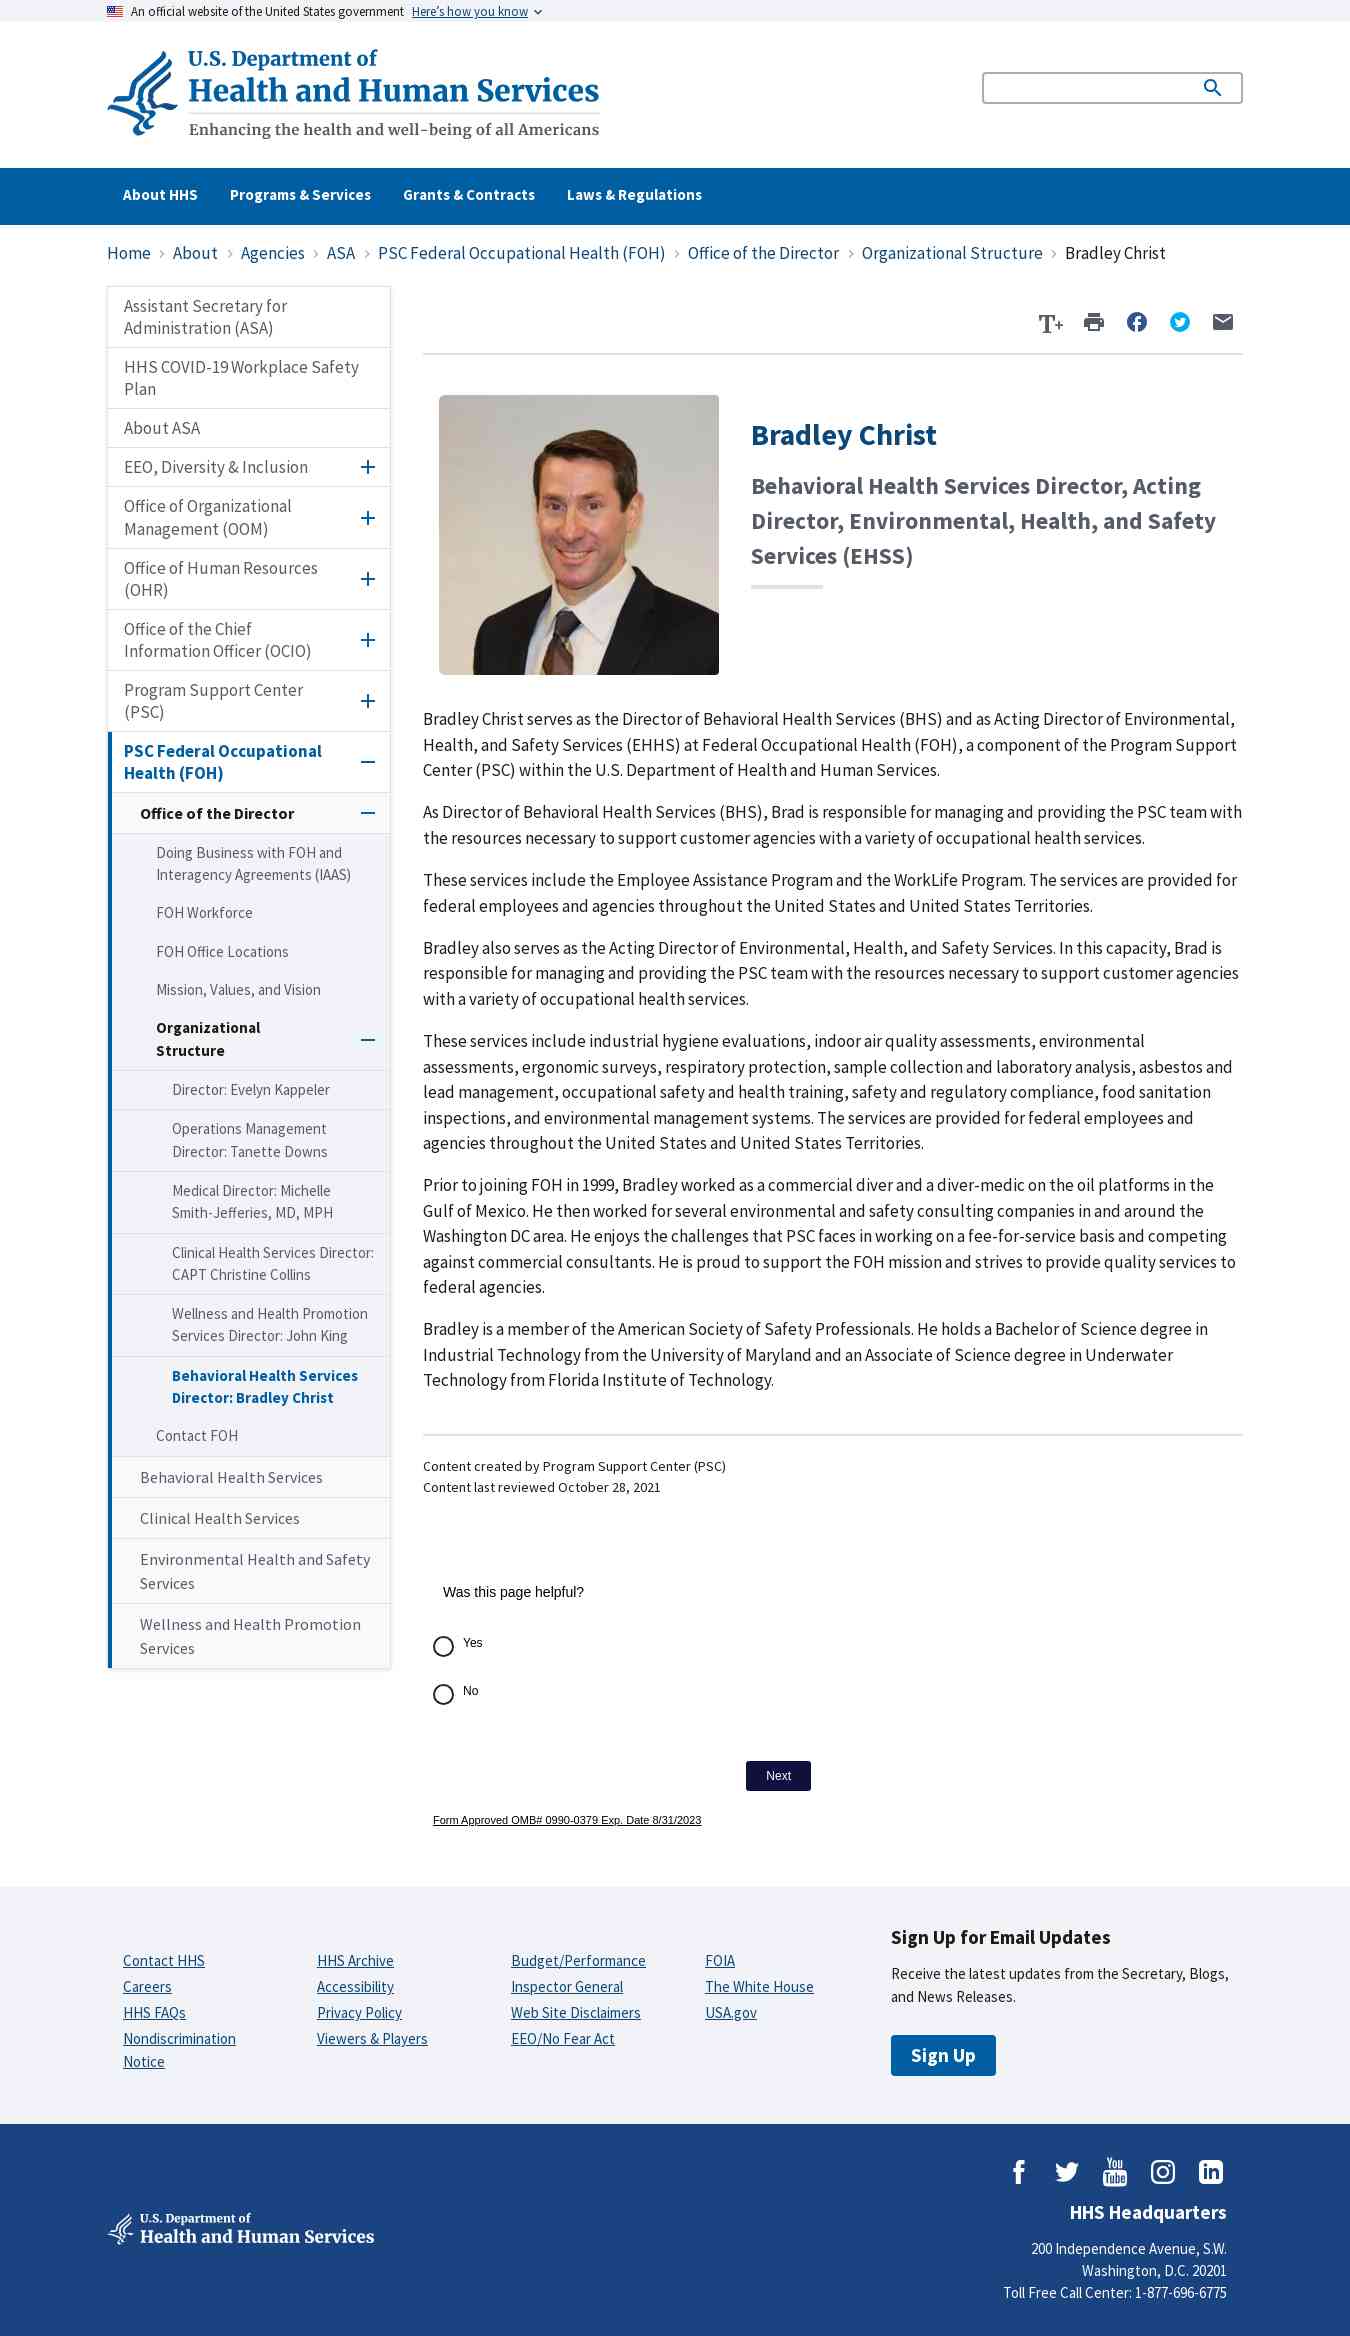 An official website of the United States government Here’s how you know
U.S. Department of
Health and Human Services
Enhancing the health and well-being of all Americans
About HHS Programs & Services Grants & Contracts Laws & Regulations
Home › About › Agencies › ASA › PSC Federal Occupational Health (FOH) › Office of the Director › Organizational Structure › Bradley Christ
Assistant Secretary for
Administration (ASA)
HHS COVID-19 Workplace Safety
Plan
About ASA
EEO, Diversity & Inclusion
Office of Organizational
Management (OOM)
Office of Human Resources
(OHR)
Office of the Chief
Information Officer (OCIO)
Program Support Center
(PSC)
PSC Federal Occupational
Health (FOH)
Office of the Director
Doing Business with FOH and
Interagency Agreements (IAAS)
FOH Workforce
FOH Office Locations
Mission, Values, and Vision
Organizational
Structure
Director: Evelyn Kappeler
Operations Management
Director: Tanette Downs
Medical Director: Michelle
Smith-Jefferies, MD, MPH
Clinical Health Services Director:
CAPT Christine Collins
Wellness and Health Promotion
Services Director: John King
Behavioral Health Services
Director: Bradley Christ
Contact FOH
Behavioral Health Services
Clinical Health Services
Environmental Health and Safety
Services
Wellness and Health Promotion
Services
T+
Bradley Christ
Behavioral Health Services Director, Acting
Director, Environmental, Health, and Safety
Services (EHSS)
Bradley Christ serves as the Director of Behavioral Health Services (BHS) and as Acting Director of Environmental,
Health, and Safety Services (EHHS) at Federal Occupational Health (FOH), a component of the Program Support
Center (PSC) within the U.S. Department of Health and Human Services.
As Director of Behavioral Health Services (BHS), Brad is responsible for managing and providing the PSC team with
the resources necessary to support customer agencies with a variety of occupational health services.
These services include the Employee Assistance Program and the WorkLife Program. The services are provided for
federal employees and agencies throughout the United States and United States Territories.
Bradley also serves as the Acting Director of Environmental, Health, and Safety Services. In this capacity, Brad is
responsible for managing and providing the PSC team with the resources necessary to support customer agencies
with a variety of occupational health services.
These services include industrial hygiene evaluations, indoor air quality assessments, environmental
assessments, ergonomic surveys, respiratory protection, sample collection and laboratory analysis, asbestos and
lead management, occupational safety and health training, safety and regulatory compliance, food sanitation
inspections, and environmental management systems. The services are provided for federal employees and
agencies throughout the United States and United States Territories.
Prior to joining FOH in 1999, Bradley worked as a commercial diver and a diver-medic on the oil platforms in the
Gulf of Mexico. He then worked for several environmental and safety consulting companies in and around the
Washington DC area. He enjoys the challenges that PSC faces in working on a fee-for-service basis and competing
against commercial consultants. He is proud to support the FOH mission and strives to provide quality services to
federal agencies.
Bradley is a member of the American Society of Safety Professionals. He holds a Bachelor of Science degree in
Industrial Technology from the University of Maryland and an Associate of Science degree in Underwater
Technology from Florida Institute of Technology.
Content created by Program Support Center (PSC)
Content last reviewed October 28, 2021
Was this page helpful?
Yes
No
Next
Form Approved OMB# 0990-0379 Exp. Date 8/31/2023
Contact HHS
Careers
HHS FAQs
Nondiscrimination
Notice
HHS Archive
Accessibility
Privacy Policy
Viewers & Players
Budget/Performance
Inspector General
Web Site Disclaimers
EEO/No Fear Act
FOIA
The White House
USA.gov
Sign Up for Email Updates
Receive the latest updates from the Secretary, Blogs,
and News Releases.
Sign Up
You
Tube
U.S. Department of
Health and Human Services
HHS Headquarters
200 Independence Avenue, S.W.
Washington, D.C. 20201
Toll Free Call Center: 1-877-696-6775